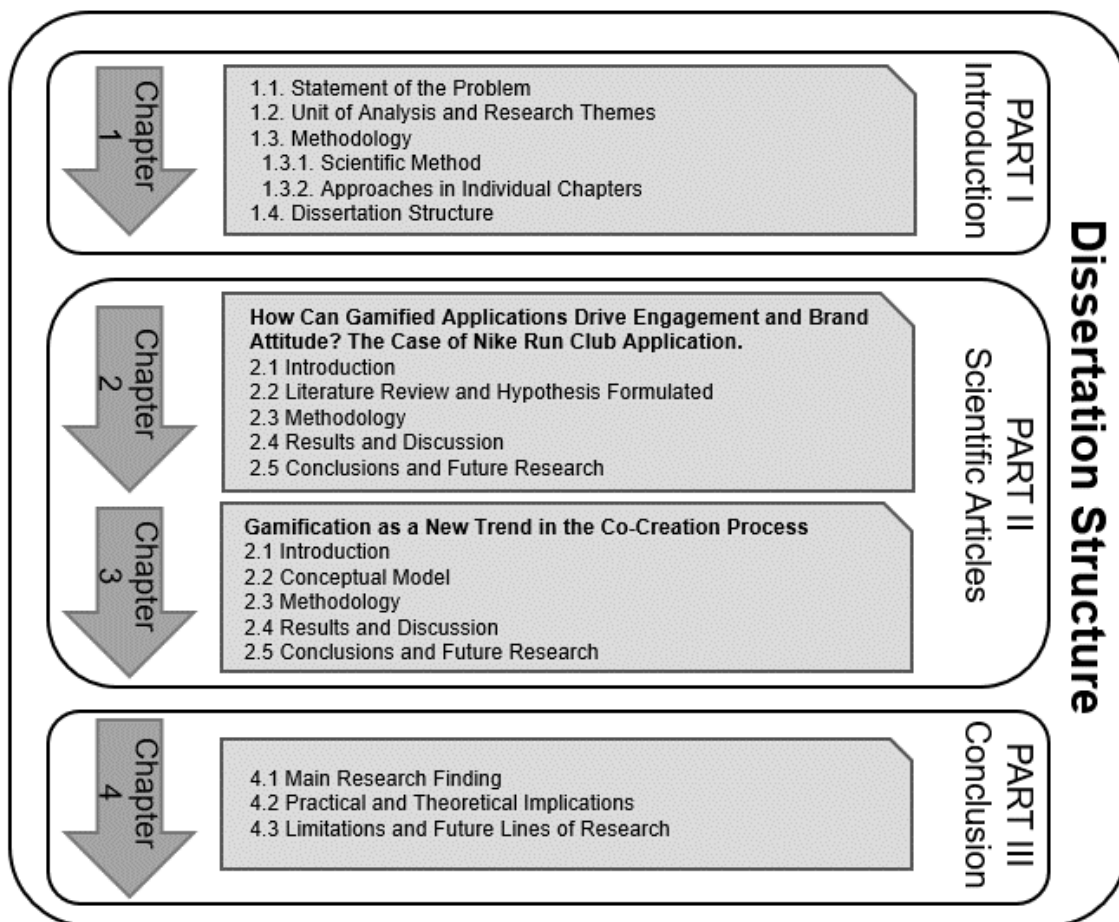 Dissertation Structure
PART I
Introduction
Chapter
1
1.1. Statement of the Problem
1.2. Unit of Analysis and Research Themes
1.3. Methodology
1.3.1. Scientific Method
1.3.2. Approaches in Individual Chapters
1.4. Dissertation Structure
PART II
Scientific Articles
Chapter
2
How Can Gamified Applications Drive Engagement and Brand
Attitude? The Case of Nike Run Club Application.
2.1 Introduction
2.2 Literature Review and Hypothesis Formulated
2.3 Methodology
2.4 Results and Discussion
2.5 Conclusions and Future Research
Chapter
3
Gamification as a New Trend in the Co-Creation Process
2.1 Introduction
2.2 Conceptual Model
2.3 Methodology
2.4 Results and Discussion
2.5 Conclusions and Future Research
PART III
Conclusion
Chapter
4
4.1 Main Research Finding
4.2 Practical and Theoretical Implications
4.3 Limitations and Future Lines of Research